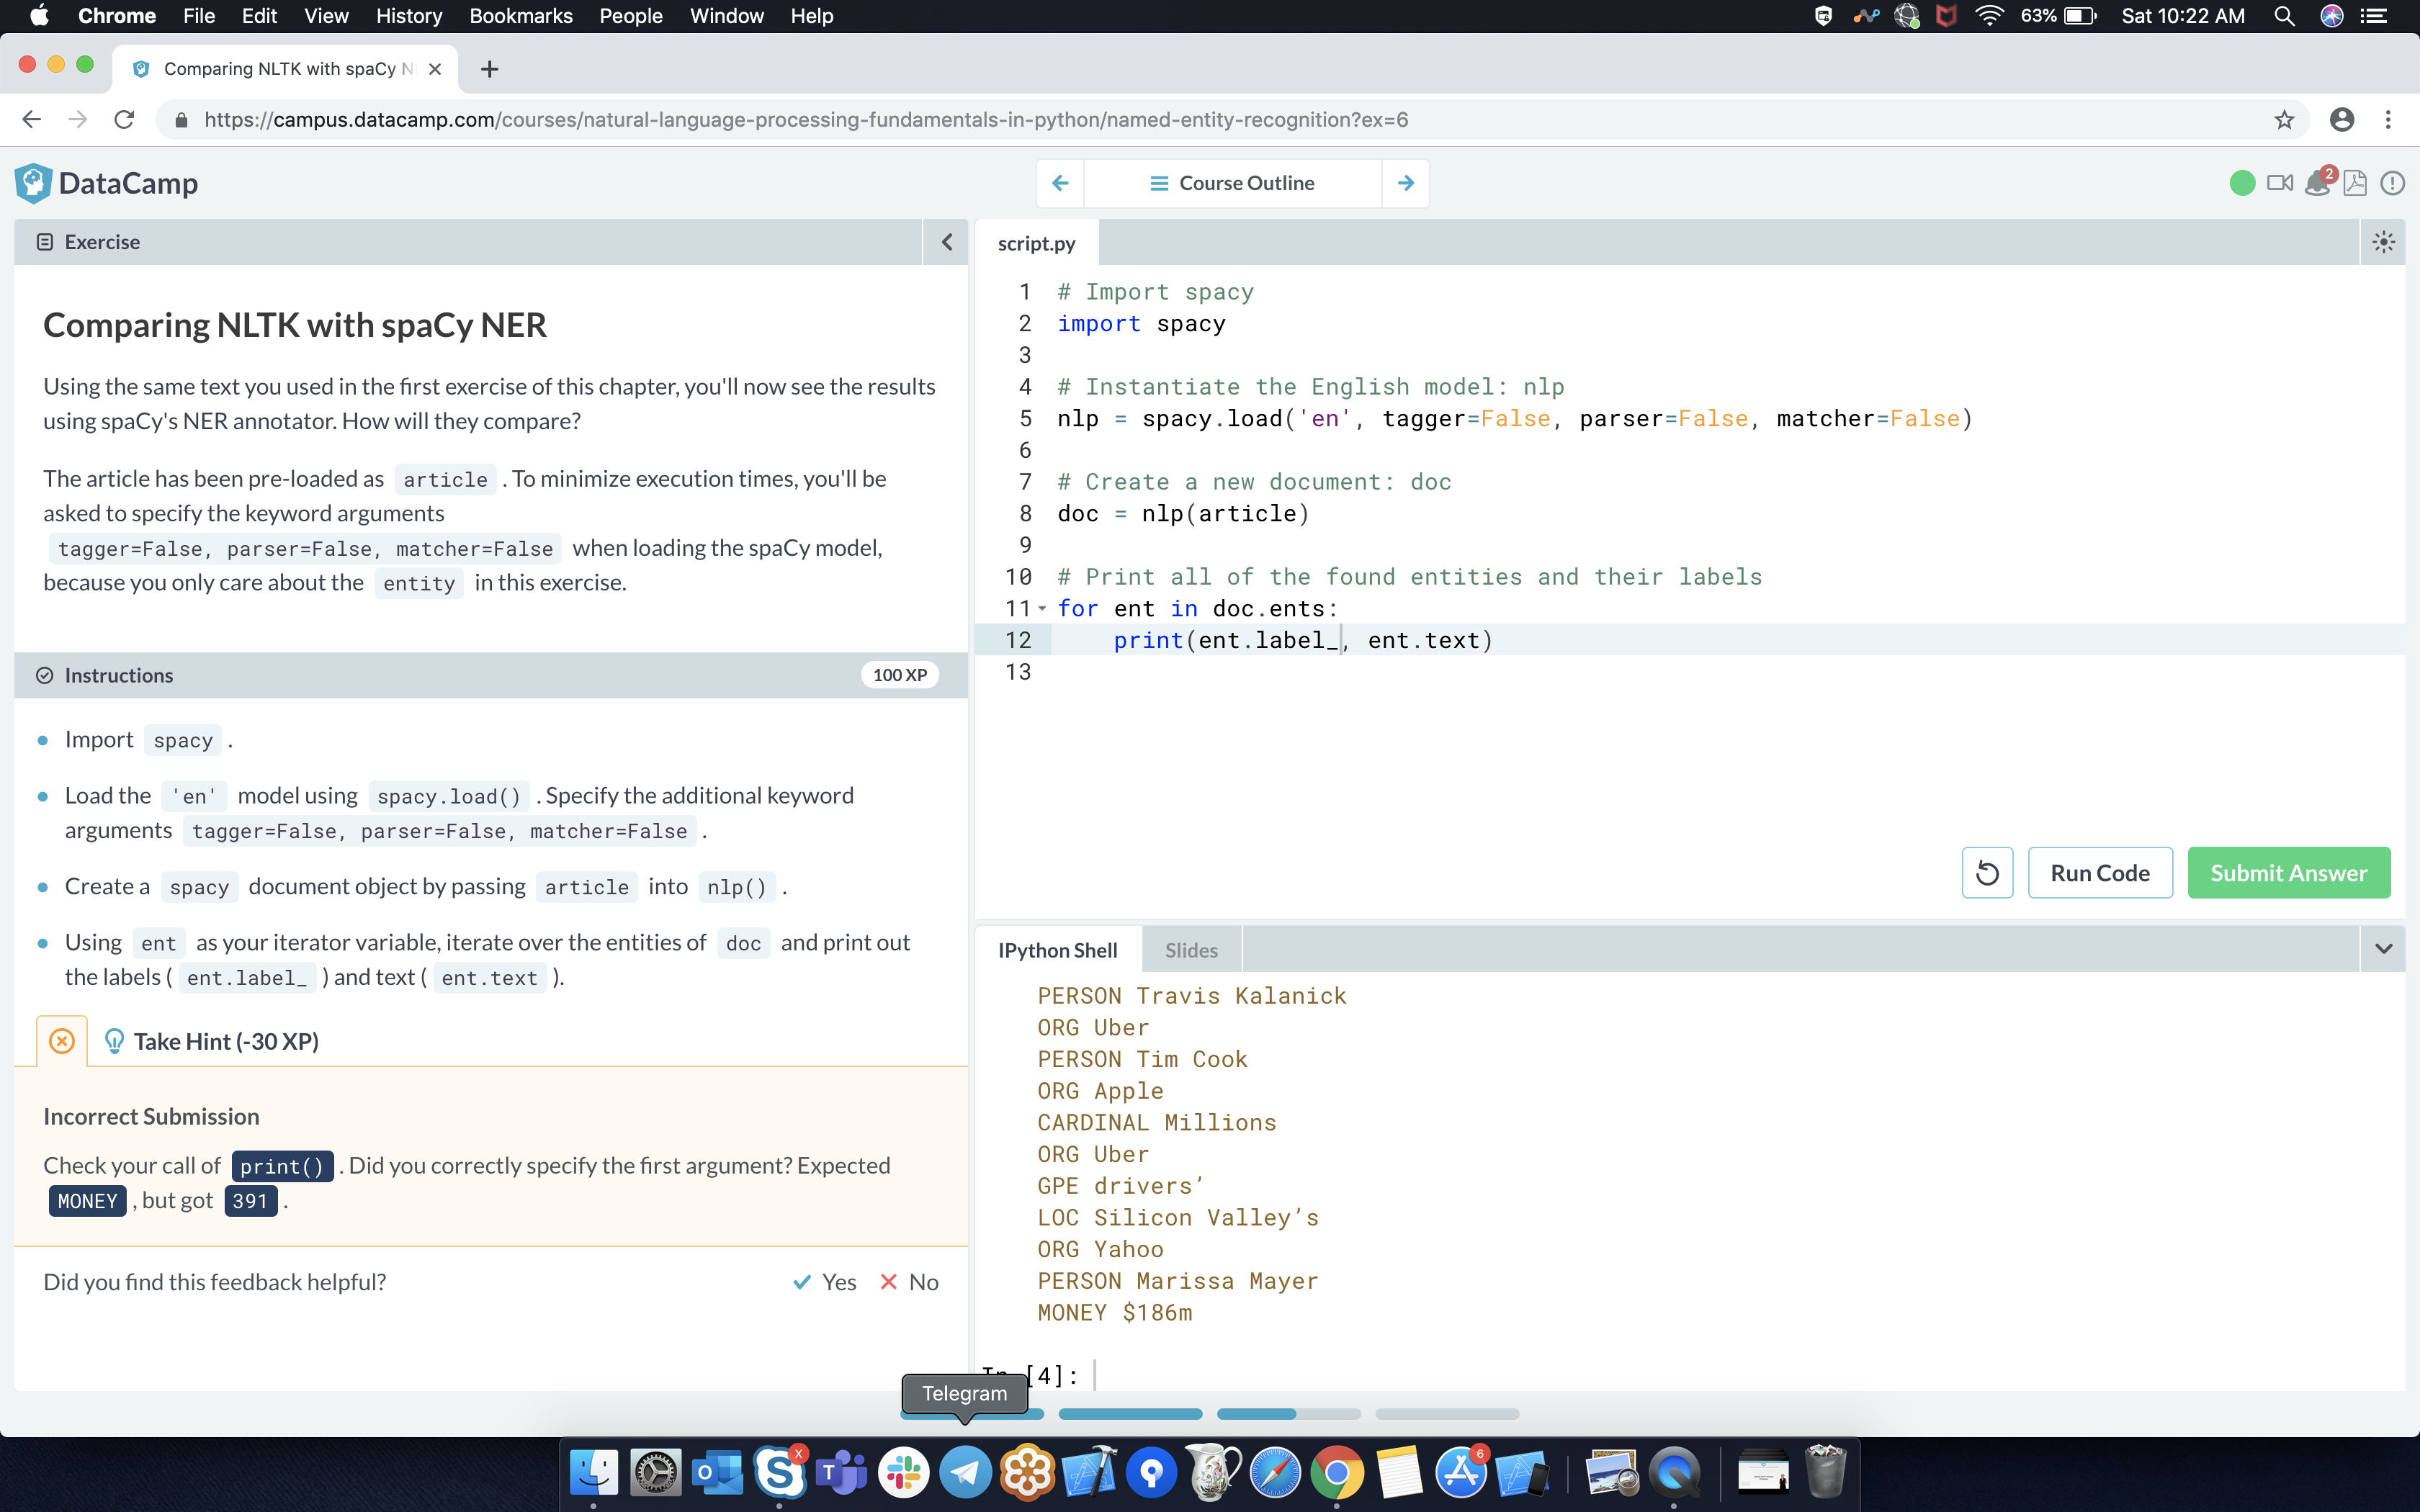 Chrome File Edit View History Bookmarks People Window Help 63% Sat 10:22 AM
Comparing NLTK with spaCy N
https://campus.datacamp.com/courses/natural-language-processing-fundamentals-in-python/named-entity-recognition?ex=6
DataCamp
Course Outline
2
Exercise
Comparing NLTK with spaCy NER
Using the same text you used in the first exercise of this chapter, you'll now see the results
using spaCy's NER annotator. How will they compare?
The article has been pre-loaded as article . To minimize execution times, you'll be
asked to specify the keyword arguments
tagger=False, parser=False, matcher=False when loading the spaCy model,
because you only care about the entity in this exercise.
Instructions 100 XP
Import spacy .
Load the 'en' model using spacy.load() . Specify the additional keyword
arguments tagger=False, parser=False, matcher=False .
Create a spacy document object by passing article into nlp() .
Using ent as your iterator variable, iterate over the entities of doc and print out
the labels ( ent.label_ ) and text ( ent.text ).
Take Hint (-30 XP)
Incorrect Submission
Check your call of print() . Did you correctly specify the first argument? Expected
MONEY , but got 391 .
Did you find this feedback helpful? Yes No
script.py
1 # Import spacy
2 import spacy
3
4 # Instantiate the English model: nlp
5 nlp = spacy.load('en', tagger=False, parser=False, matcher=False)
6
7 # Create a new document: doc
8 doc = nlp(article)
9
10 # Print all of the found entities and their labels
11 for ent in doc.ents:
12 print(ent.label_, ent.text)
13
Run Code
Submit Answer
IPython Shell Slides
PERSON Travis Kalanick
ORG Uber
PERSON Tim Cook
ORG Apple
CARDINAL Millions
ORG Uber
GPE drivers’
LOC Silicon Valley’s
ORG Yahoo
PERSON Marissa Mayer
MONEY $186m
In [4]:
Telegram
O S X T 6